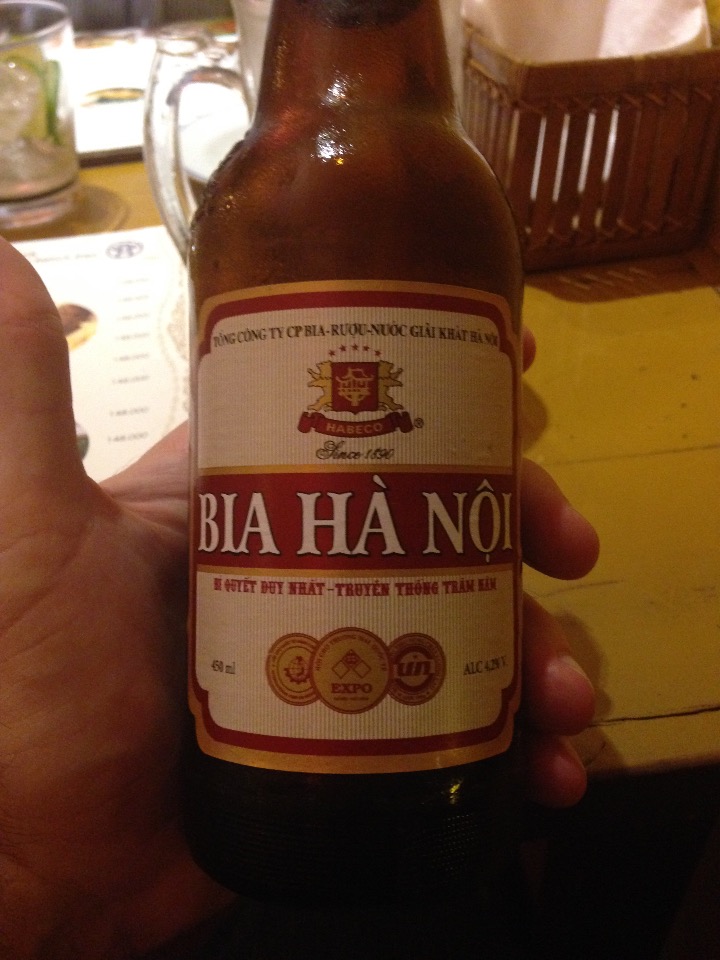 TỔNG CÔNG TY CP BIA-RƯỢU-NƯỚC GIẢI KHÁT HÀ NỘI
HABECO ®
Since 1890
BIA HÀ NỘI
BÍ QUYẾT DUY NHẤT-TRUYỀN THỐNG TRĂM NĂM
450 ml
EXPO
ALC 4,2% V.